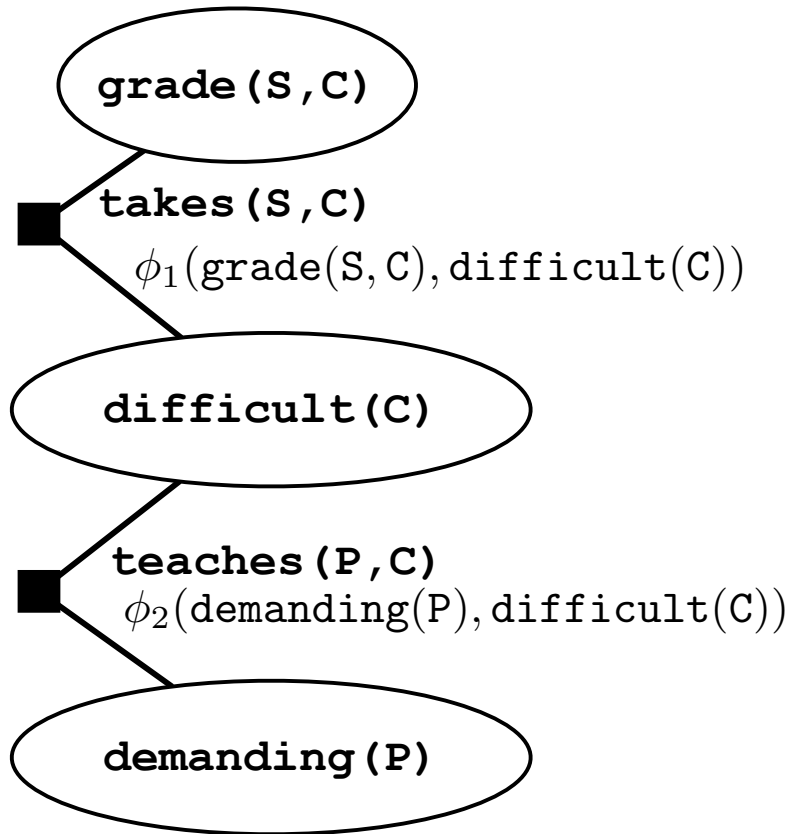 grade(S,C)
takes(S,C)
ϕ₁(grade(S,C),difficult(C))
difficult(C)
teaches(P,C)
ϕ₂(demanding(P),difficult(C))
demanding(P)